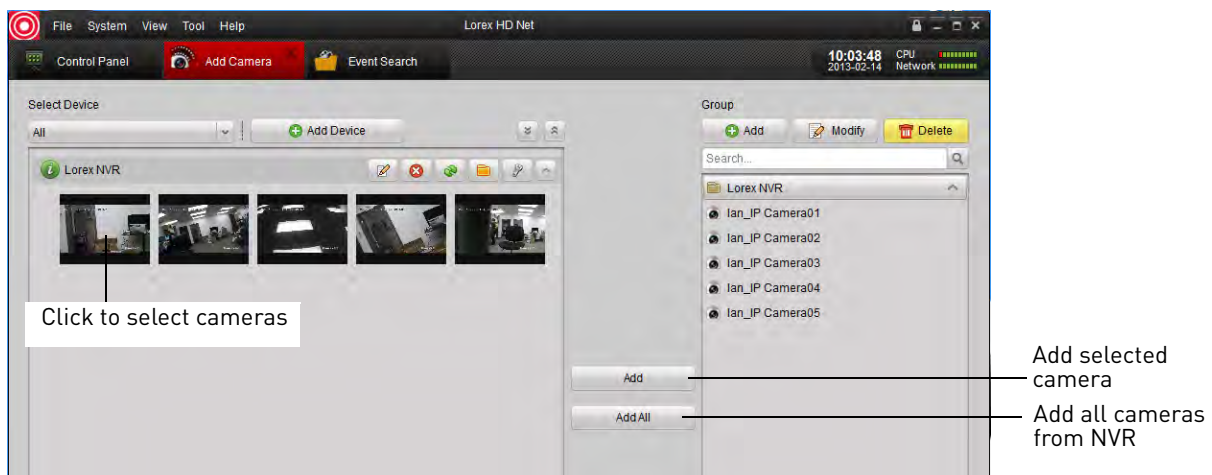 File System View Tool Help Lorex HD Net
Control Panel Add Camera Event Search 10:03:48 CPU
2013-02-14 Network
Select Device
All Add Device
Lorex NVR
Click to select cameras
Add
Add All
Group
Add Modify Delete
Search...
Lorex NVR
Ian_IP Camera01
Ian_IP Camera02
Ian_IP Camera03
Ian_IP Camera04
Ian_IP Camera05
Add selected
camera
Add all cameras
from NVR